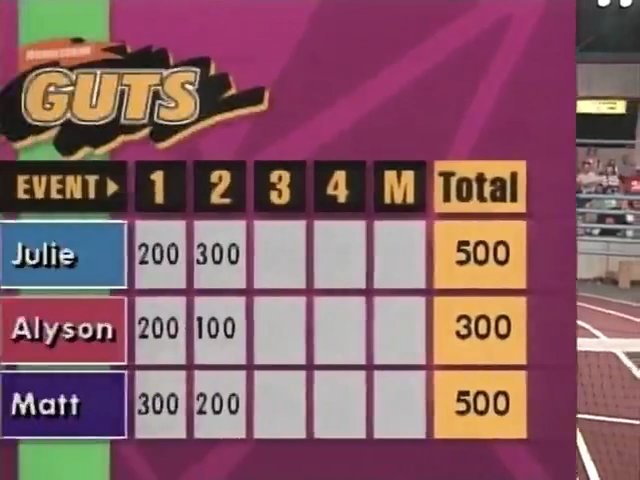 NICKELODEON
GUTS
EVENT 1 2 3 4 M Total
Julie 200 300 500
Alyson 200 100 300
Matt 300 200 500